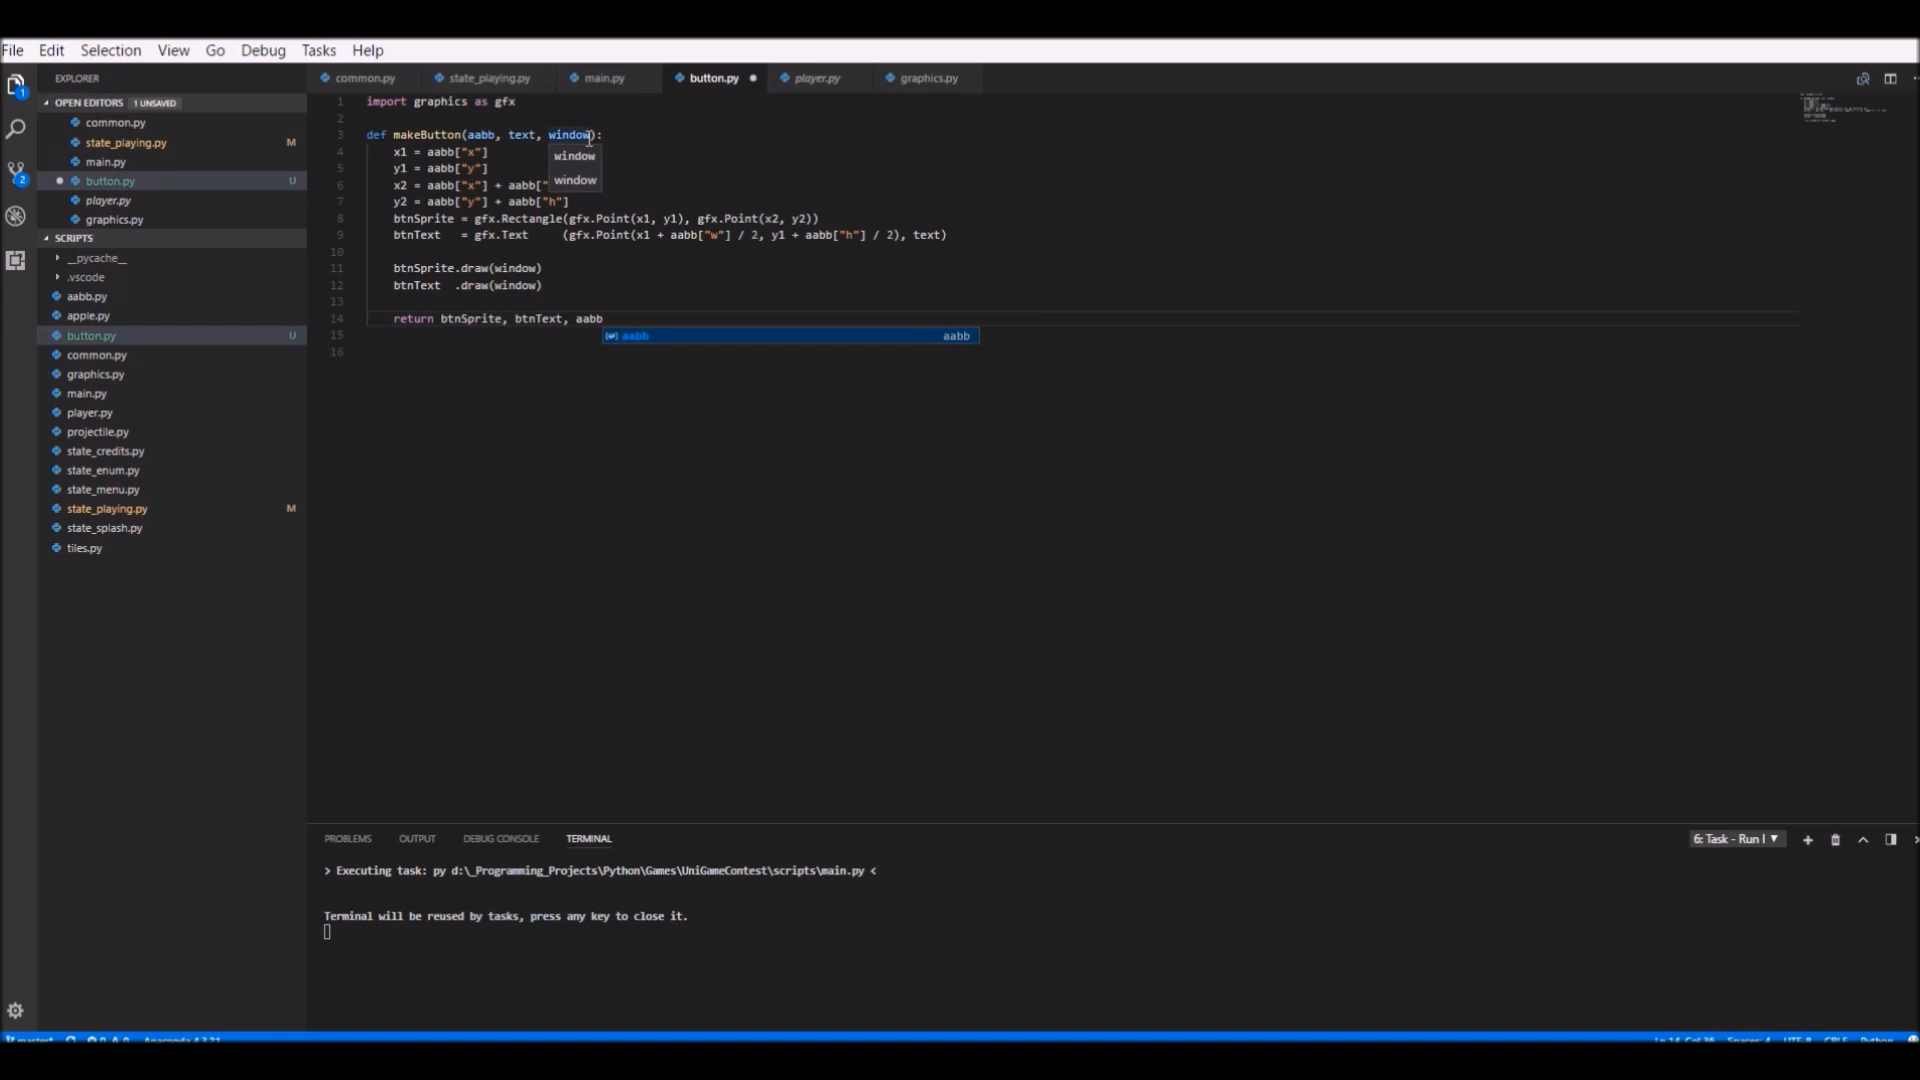 File Edit Selection View Go Debug Tasks Help
EXPLORER
OPEN EDITORS 1 UNSAVED
common.py
state_playing.py M
main.py
button.py U
player.py
graphics.py
SCRIPTS
__pycache__
.vscode
aabb.py
apple.py
button.py U
common.py
graphics.py
main.py
player.py
projectile.py
state_credits.py
state_enum.py
state_menu.py
state_playing.py M
state_splash.py
tiles.py
1
2
common.py state_playing.py main.py button.py player.py graphics.py
1 import graphics as gfx
2
3 def makeButton(aabb, text, window):
4 x1 = aabb["x"]
window
5 y1 = aabb["y"]
window
6 x2 = aabb["x"] + aabb["
7 y2 = aabb["y"] + aabb["h"]
8 btnSprite = gfx.Rectangle(gfx.Point(x1, y1), gfx.Point(x2, y2))
9 btnText = gfx.Text (gfx.Point(x1 + aabb["w"] / 2, y1 + aabb["h"] / 2), text)
10
11 btnSprite.draw(window)
12 btnText .draw(window)
13
14 return btnSprite, btnText, aabb
15
aabb aabb
16
PROBLEMS OUTPUT DEBUG CONSOLE TERMINAL 6: Task - Run
> Executing task: py d:\_Programming_Projects\Python\Games\UniGameContest\scripts\main.py <
Terminal will be reused by tasks, press any key to close it.